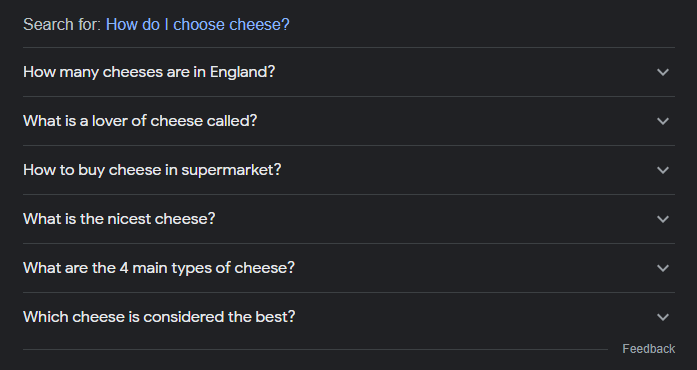 Search for: How do I choose cheese?
How many cheeses are in England?
What is a lover of cheese called?
How to buy cheese in supermarket?
What is the nicest cheese?
What are the 4 main types of cheese?
Which cheese is considered the best?
Feedback